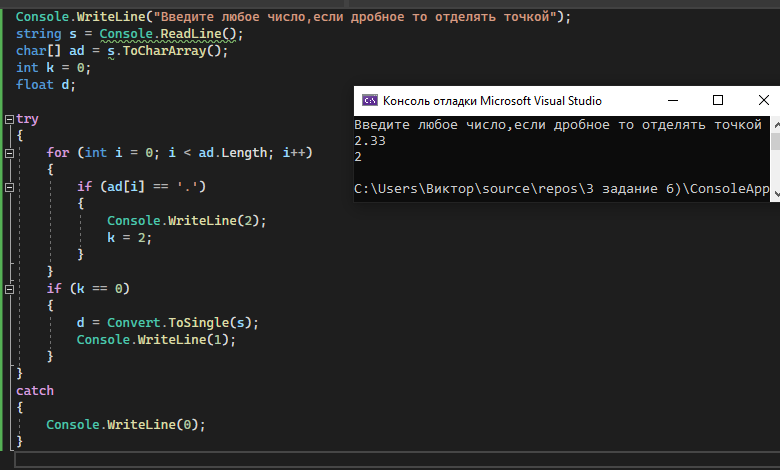 Console.WriteLine("Введите любое число,если дробное то отделять точкой");
string s = Console.ReadLine();
char[] ad = s.ToCharArray();
int k = 0;
float d;
try
{
for (int i = 0; i < ad.Length; i++)
{
if (ad[i] == '.')
{
Console.WriteLine(2);
k = 2;
}
}
if (k == 0)
{
d = Convert.ToSingle(s);
Console.WriteLine(1);
}
}
catch
{
Console.WriteLine(0);
}
C:\ Консоль отладки Microsoft Visual Studio
Введите любое число,если дробное то отделять точкой
2.33
2
C:\Users\Виктор\source\repos\3 задание 6)\ConsoleApp